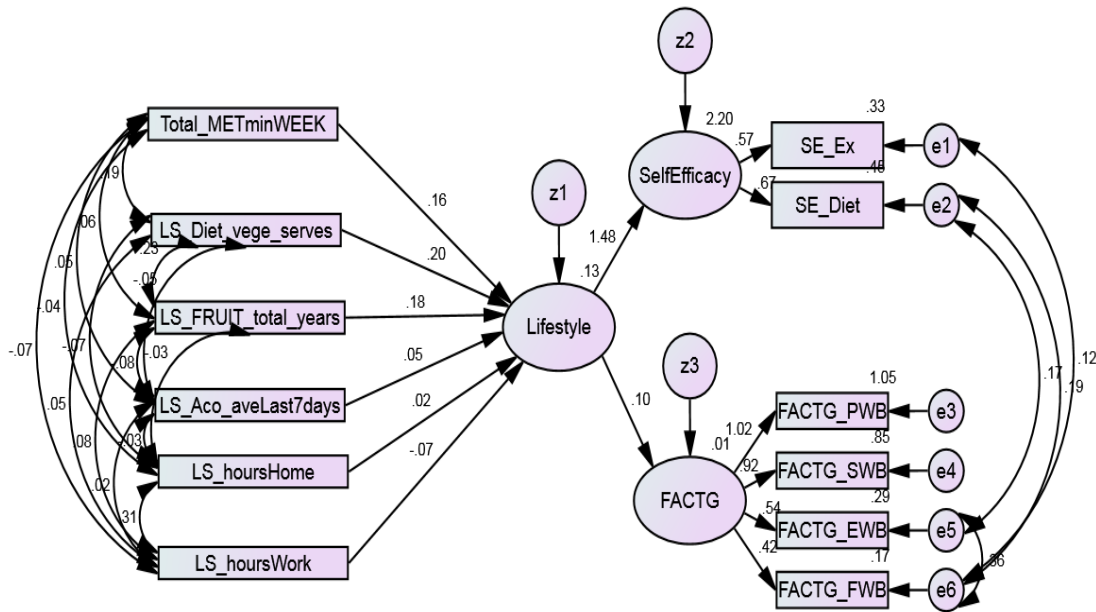 z2
2.20
.33
Total_METminWEEK
.57
SE_Ex
e1
.19
z1
SelfEfficacy
.45
.16
.67
SE_Diet
e2
.06
LS_Diet_vege_serves
1.48
.23
.20
.05
-.05
.13
.04
LS_FRUIT_total_years
.18
Lifestyle
-.07
-.07
.08
-.03
z3
.12
.17
.19
.05
1.05
LS_Aco_aveLast7days
.02
.10
1.02
FACTG_PWB
e3
.05
-.03
.01
.85
.08
-.07
.92
FACTG_SWB
e4
LS_hoursHome
FACTG
.29
.02
.54
FACTG_EWB
e5
.31
.42
.17
.36
LS_hoursWork
FACTG_FWB
e6